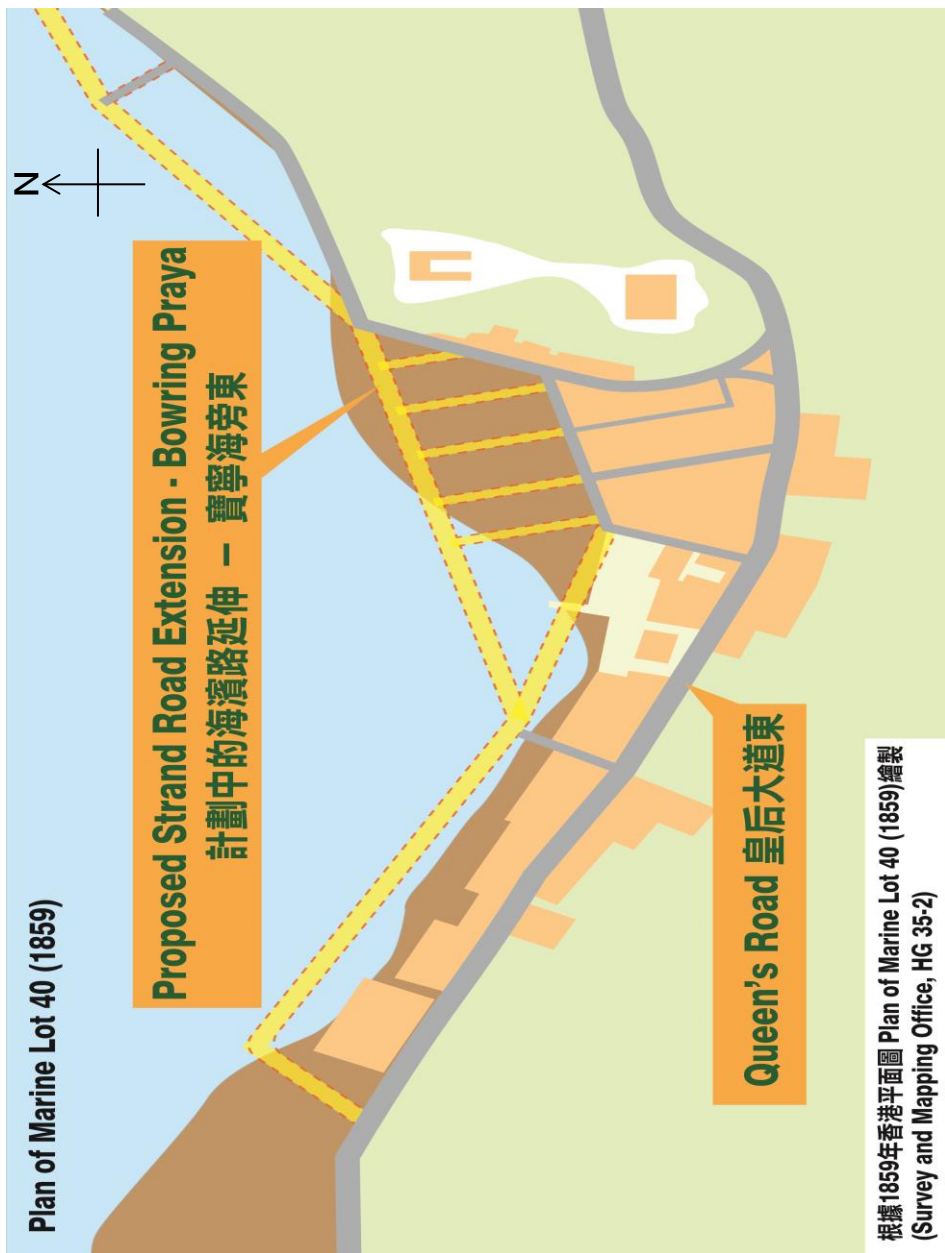 Plan of Marine Lot 40 (1859)
N
Proposed Strand Road Extension - Bowring Praya
計劃中的海濱路延伸 － 寶寧海旁東
Queen's Road 皇后大道東
根據1859年香港平面圖 Plan of Marine Lot 40 (1859)繪製
(Survey and Mapping Office, HG 35-2)